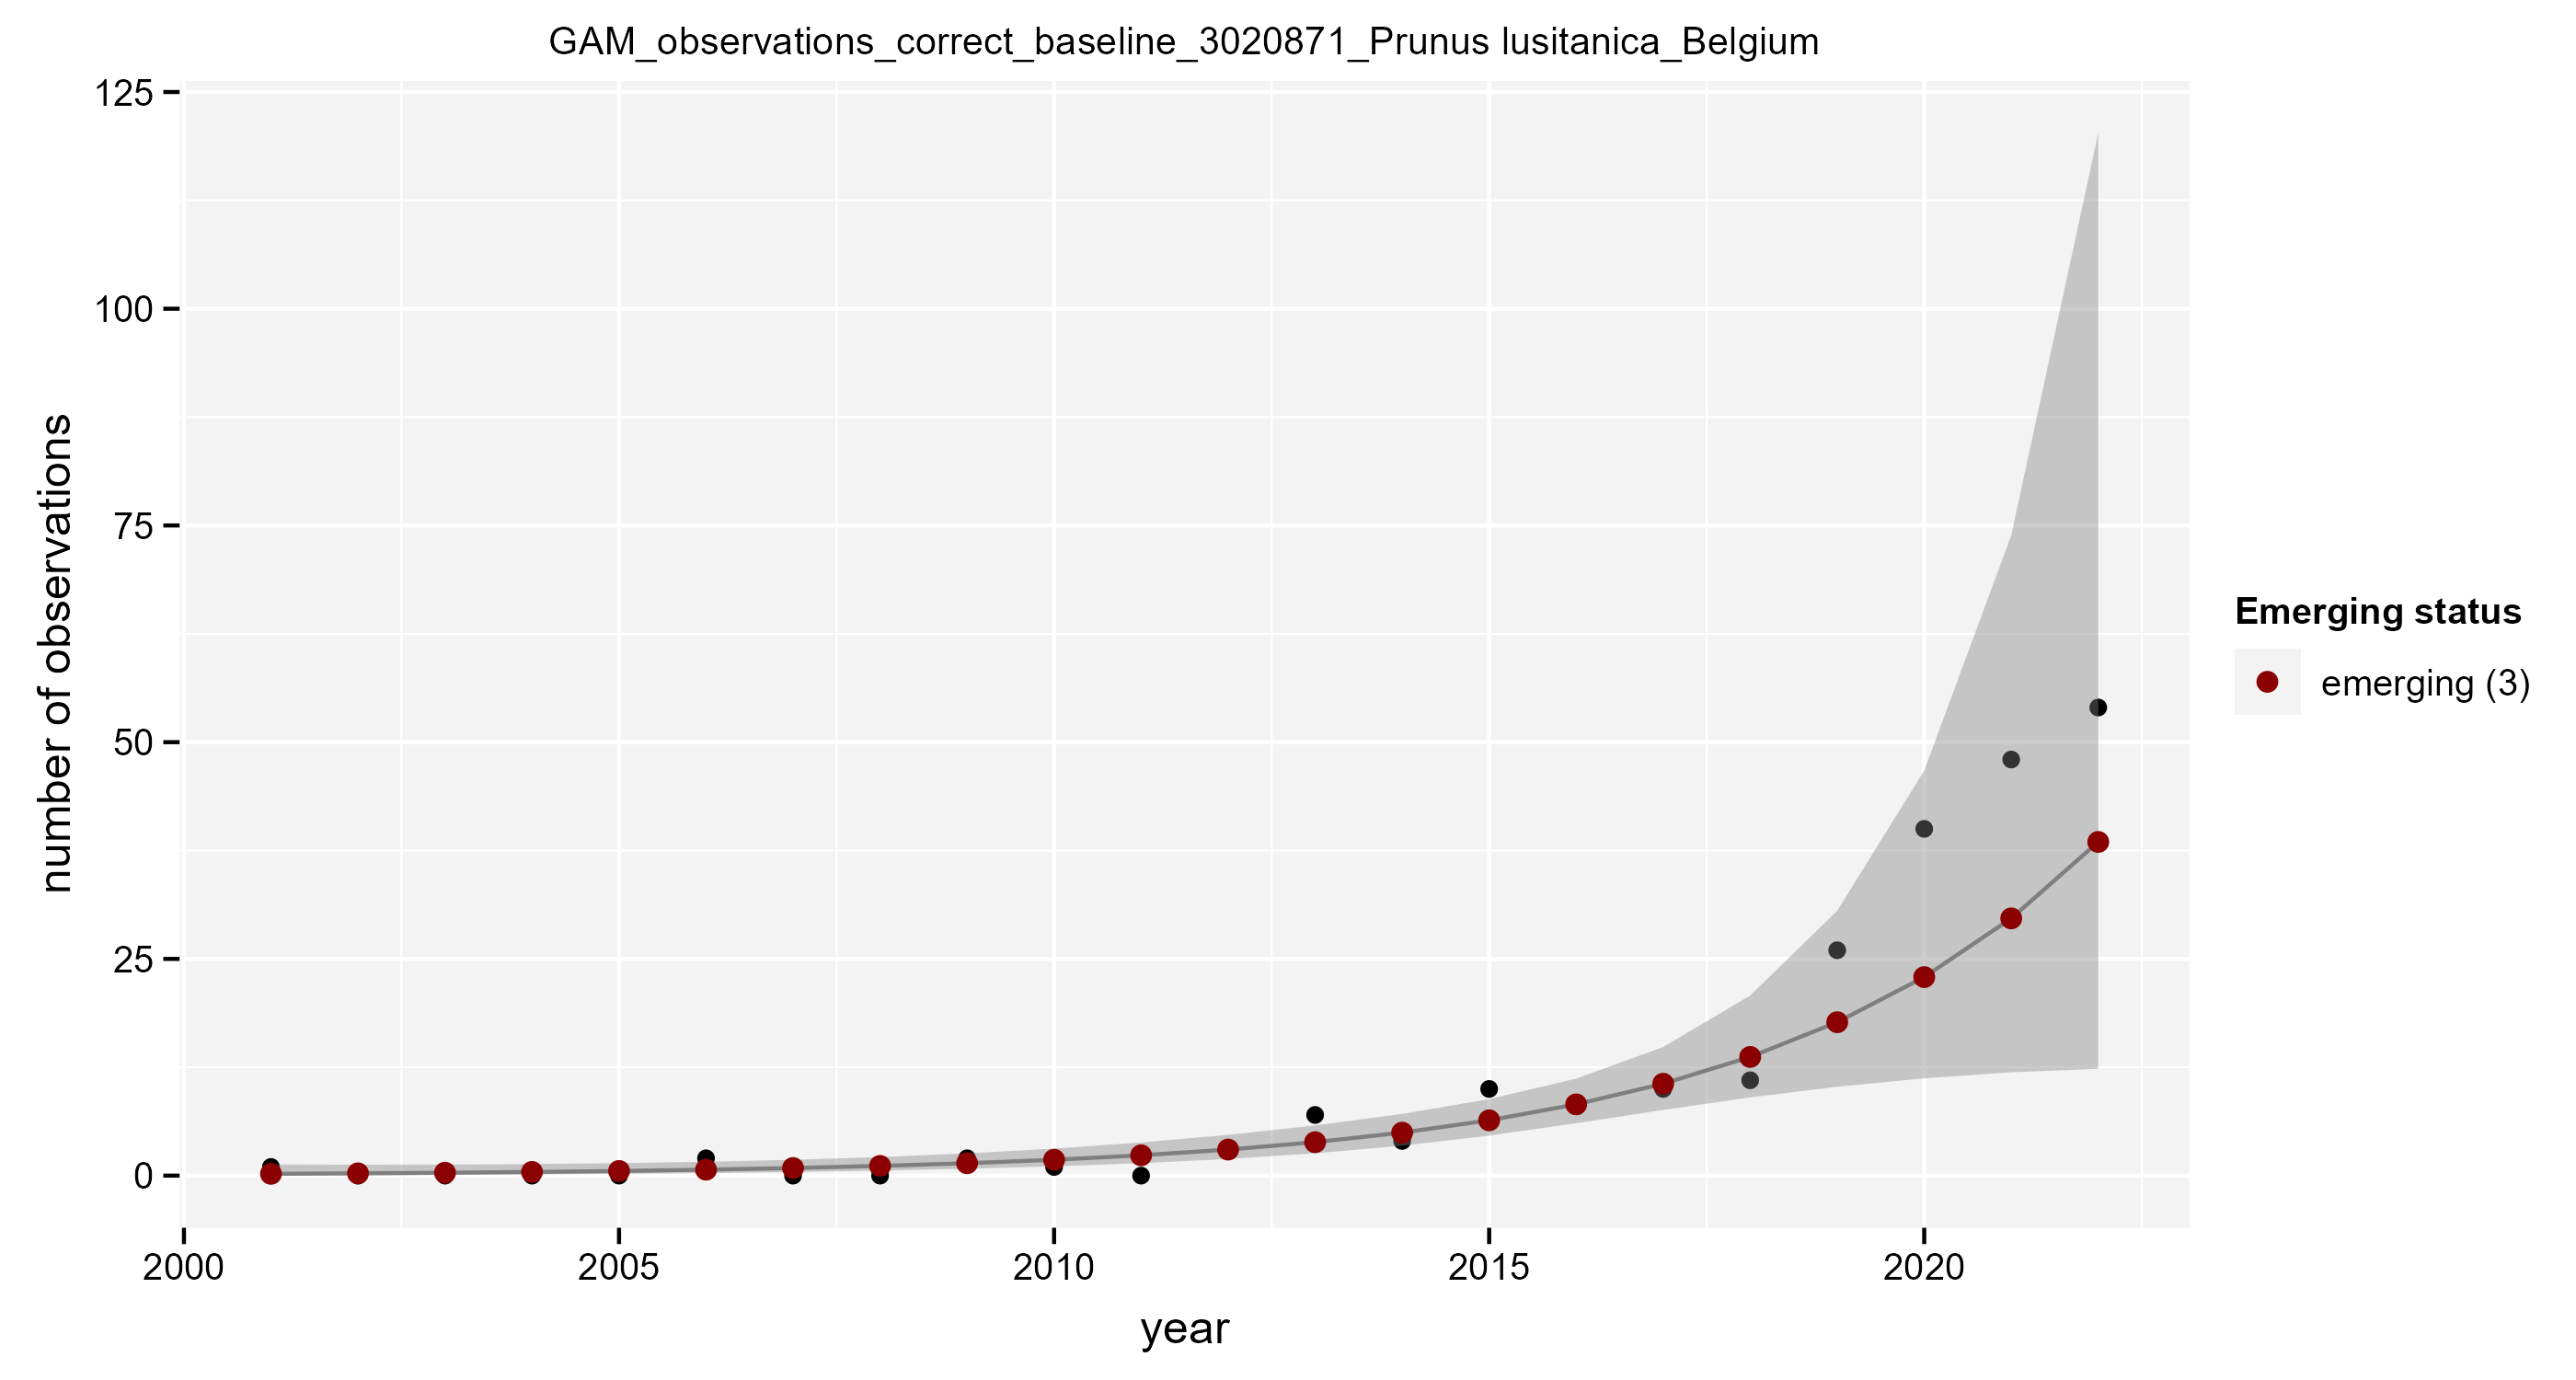 GAM_observations_correct_baseline_3020871_Prunus lusitanica_Belgium
125
100
75
50
25
0
number of observations
2000 2005 2010 2015 2020
year
Emerging status
emerging (3)